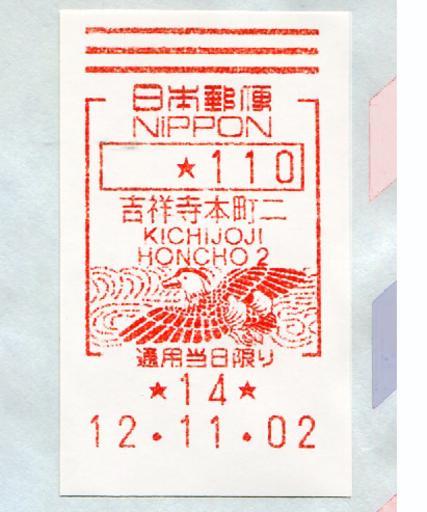 日本郵便
NIPPON
★110
吉祥寺本町二
KICHIJOJI
HONCHO 2
適用当日限り
★14★
12.11.02